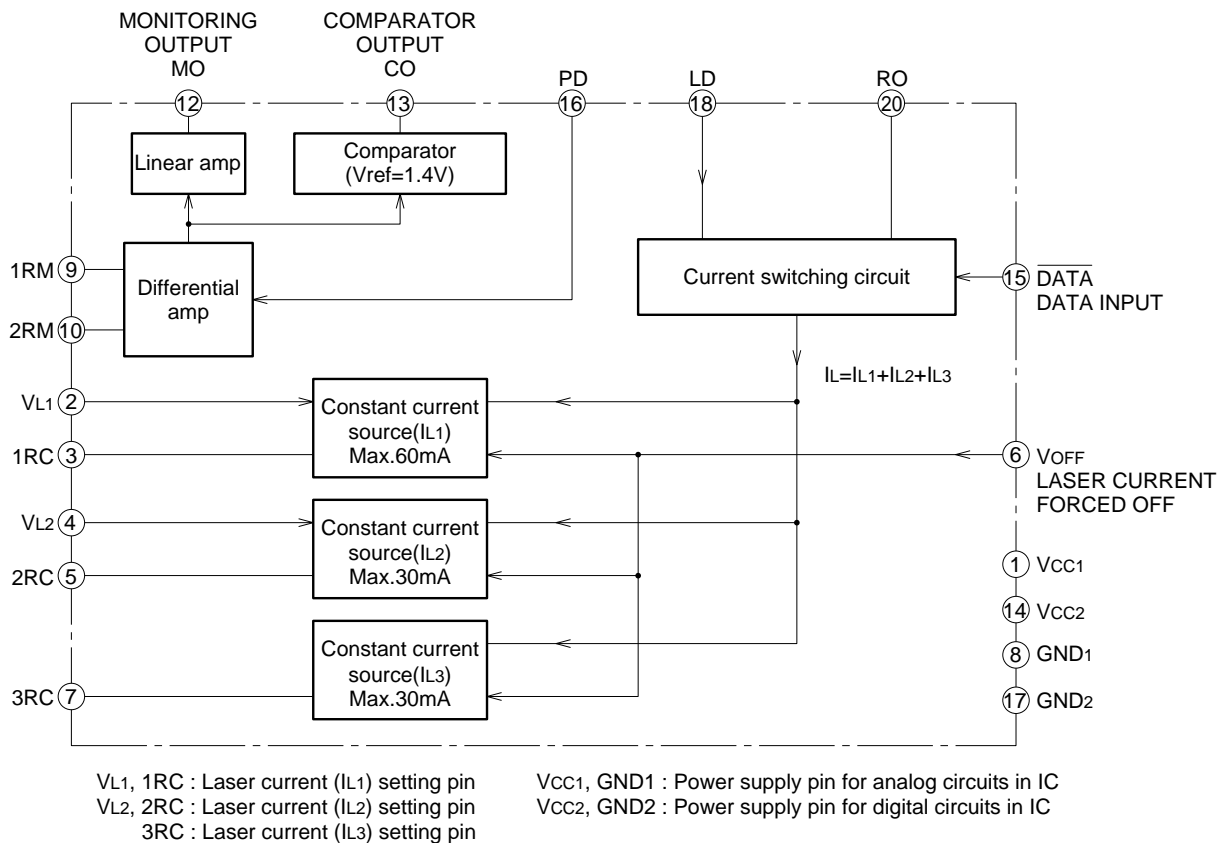 MONITORING
OUTPUT
MO
COMPARATOR
OUTPUT
CO
PD
LD
RO
12
13
16
18
20
Linear amp
Comparator
(Vref=1.4V)
1RM
9
2RM
10
Differential
amp
Current switching circuit
15
DATA
DATA INPUT
IL=IL1+IL2+IL3
VL1
2
1RC
3
Constant current
source(IL1)
Max.60mA
6
VOFF
LASER CURRENT
FORCED OFF
VL2
4
2RC
5
Constant current
source(IL2)
Max.30mA
1
VCC1
14
VCC2
8
GND1
17
GND2
3RC
7
Constant current
source(IL3)
Max.30mA
VL1, 1RC : Laser current (IL1) setting pin
VL2, 2RC : Laser current (IL2) setting pin
3RC : Laser current (IL3) setting pin
VCC1, GND1 : Power supply pin for analog circuits in IC
VCC2, GND2 : Power supply pin for digital circuits in IC